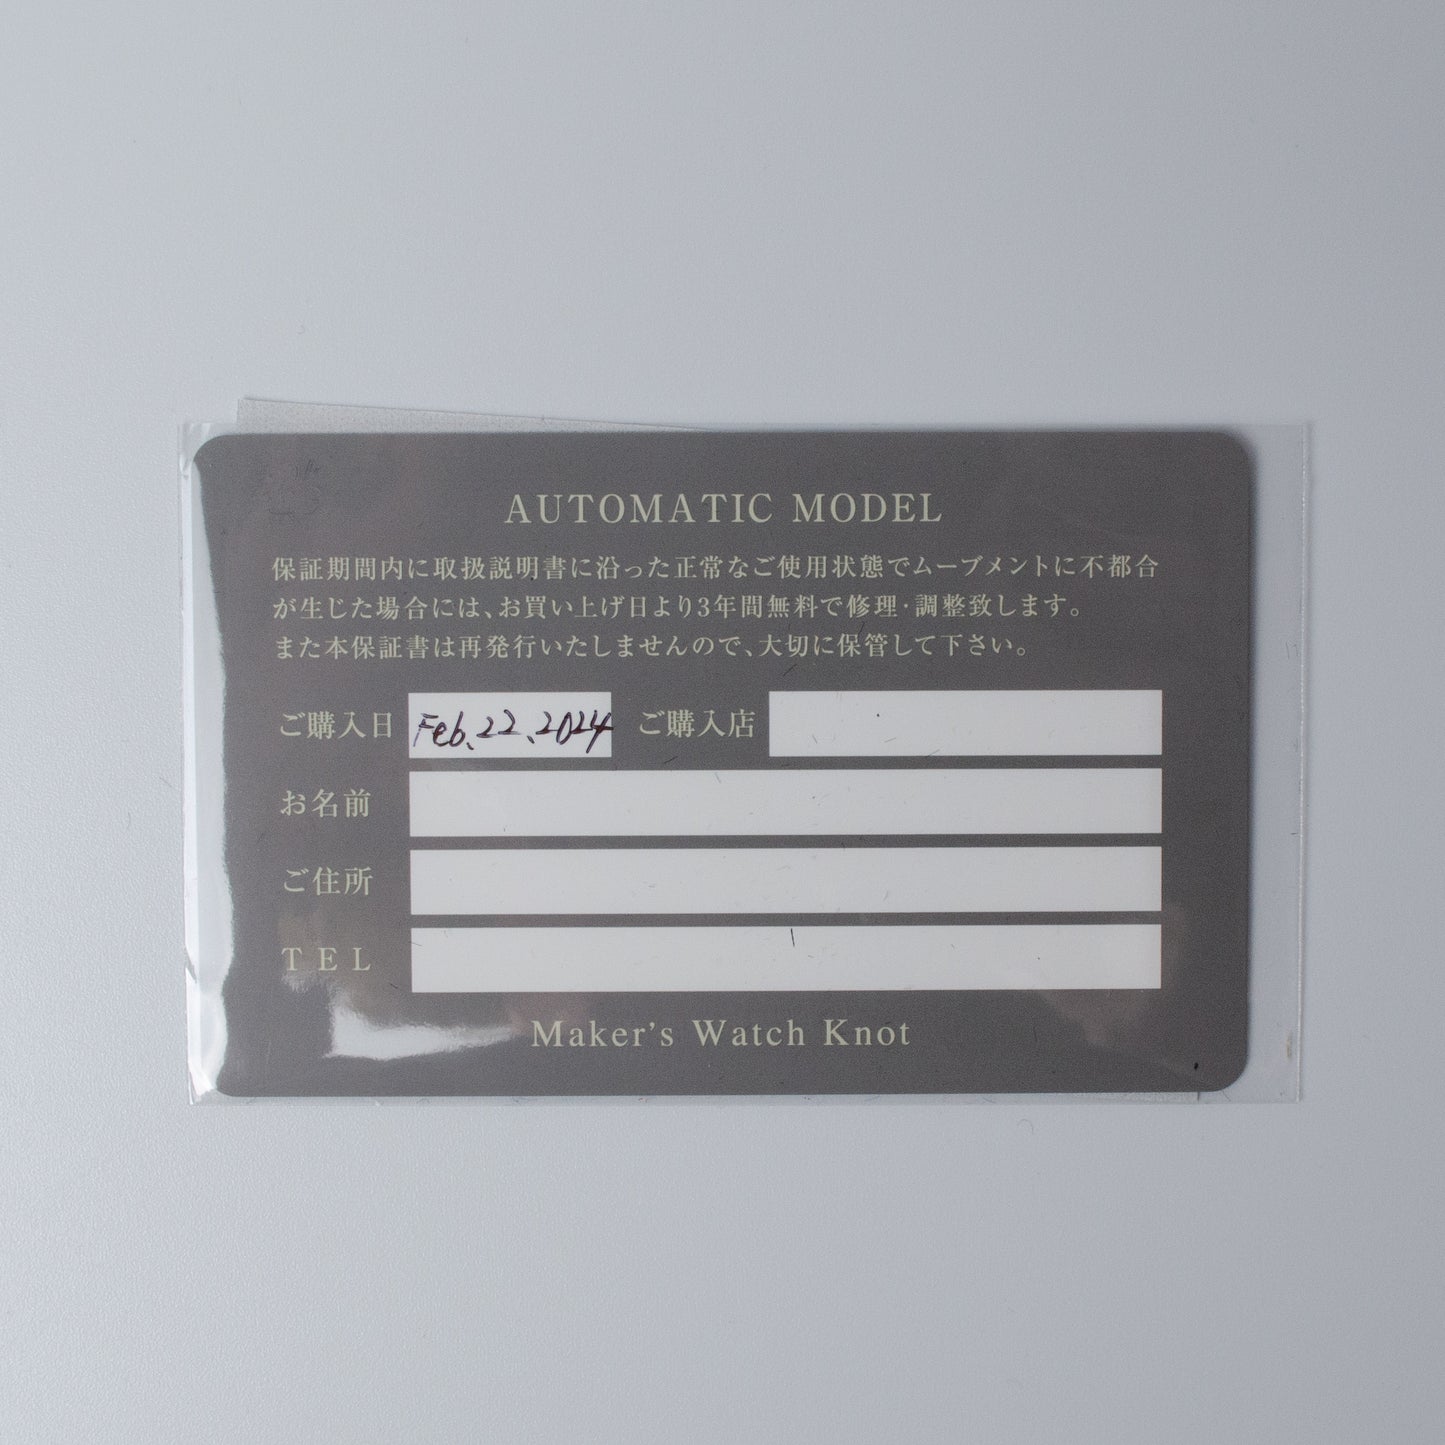 AUTOMATIC MODEL
保証期間内に取扱説明書に沿った正常なご使用状態でムーブメントに不都合
が生じた場合には、お買い上げ日より3年間無料で修理・調整致します。
また本保証書は再発行いたしませんので、大切に保管して下さい。
ご購入日 Feb.22.2024 ご購入店
お名前
ご住所
TEL
Maker's Watch Knot